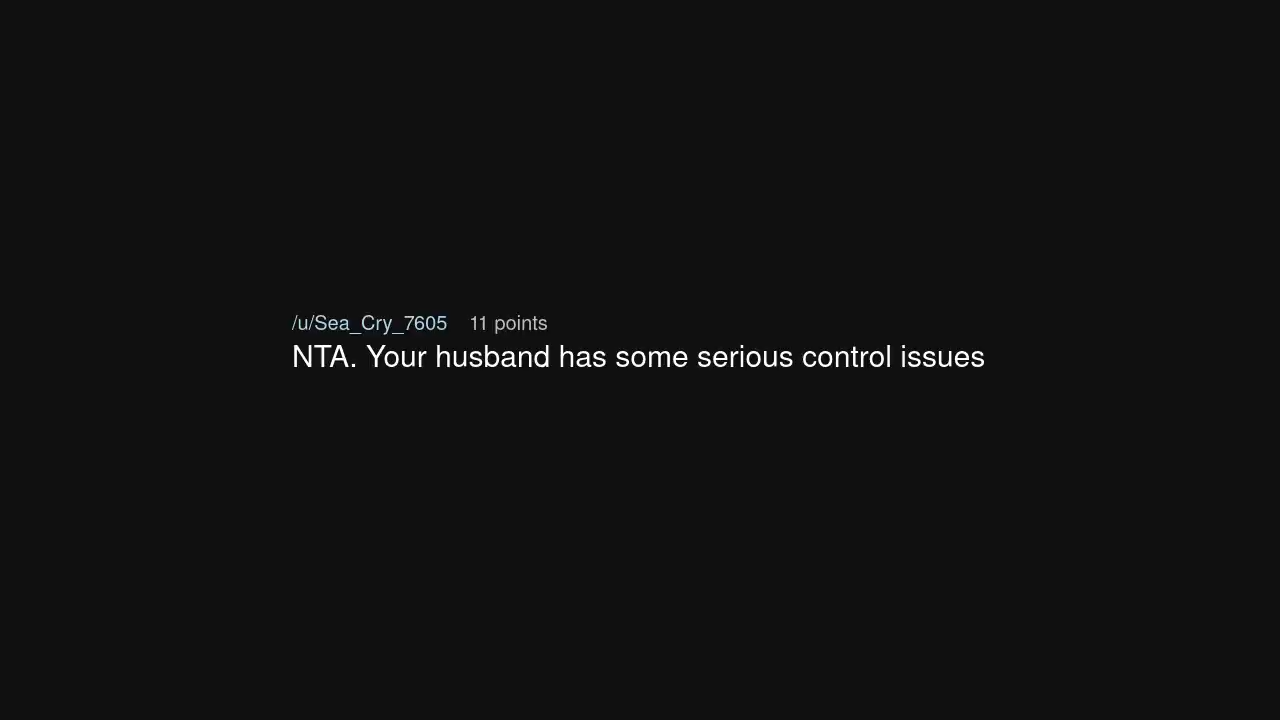 /u/Sea_Cry_7605 11 points
NTA. Your husband has some serious control issues